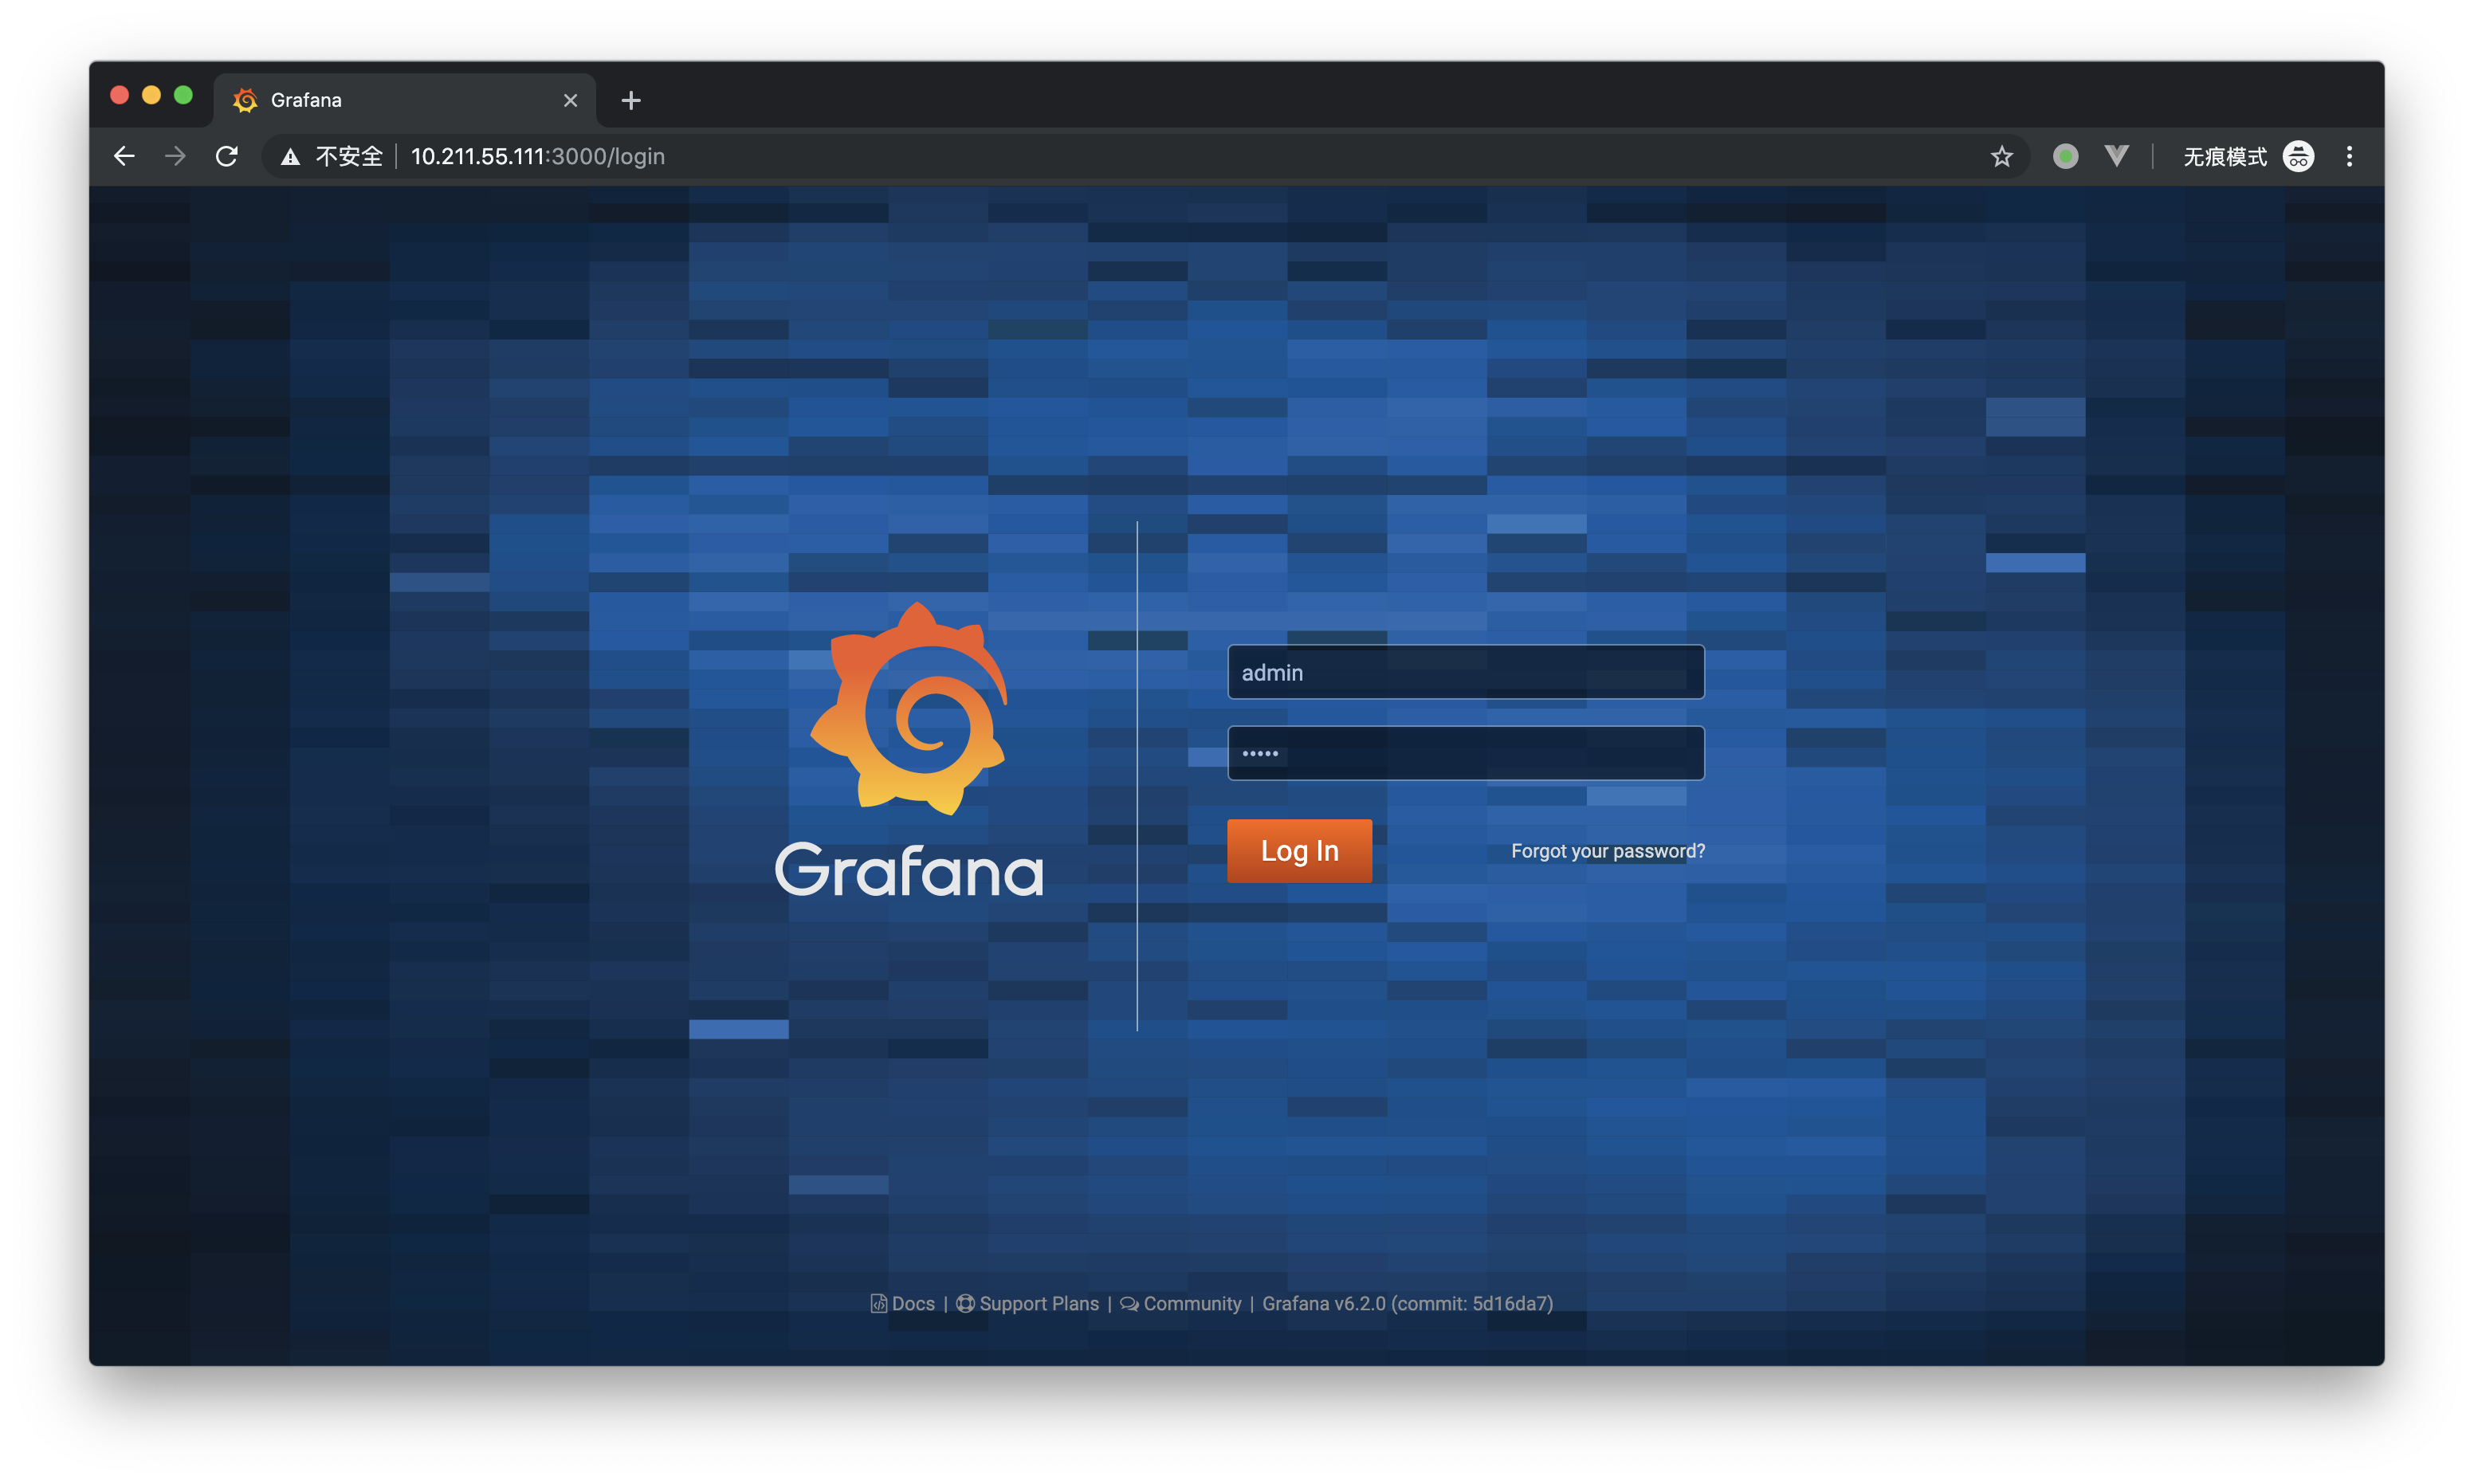 Grafana
不安全 10.211.55.111:3000/login 无痕模式
admin
•••••
Log In Forgot your password?
Grafana
Docs | Support Plans | Community | Grafana v6.2.0 (commit: 5d16da7)